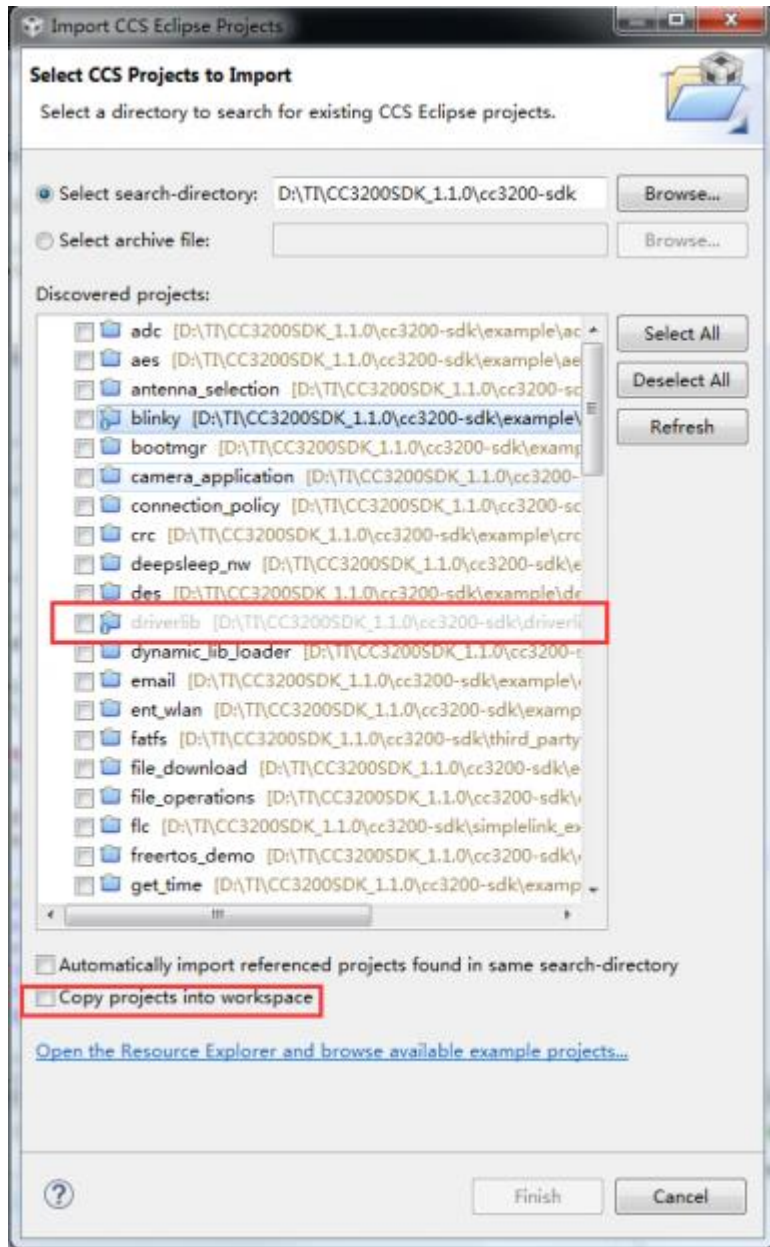 Import CCS Eclipse Projects
Select CCS Projects to Import
Select a directory to search for existing CCS Eclipse projects.
Select search-directory: D:\TI\CC3200SDK_1.1.0\cc3200-sdk Browse...
Select archive file: Browse...
Discovered projects:
adc [D:\TI\CC3200SDK_1.1.0\cc3200-sdk\example\ac
Select All
aes [D:\TI\CC3200SDK_1.1.0\cc3200-sdk\example\ae
antenna_selection [D:\TI\CC3200SDK_1.1.0\cc3200-sc
Deselect All
blinky [D:\TI\CC3200SDK_1.1.0\cc3200-sdk\example\
Refresh
bootmgr [D:\TI\CC3200SDK_1.1.0\cc3200-sdk\examp
camera_application [D:\TI\CC3200SDK_1.1.0\cc3200-
connection_policy [D:\TI\CC3200SDK_1.1.0\cc3200-sc
crc [D:\TI\CC3200SDK_1.1.0\cc3200-sdk\example\crc
deepsleep_nw [D:\TI\CC3200SDK_1.1.0\cc3200-sdk\e
des [D:\TI\CC3200SDK_1.1.0\cc3200-sdk\example\de
driverlib [D:\TI\CC3200SDK_1.1.0\cc3200-sdk\driverli
dynamic_lib_loader [D:\TI\CC3200SDK_1.1.0\cc3200-s
email [D:\TI\CC3200SDK_1.1.0\cc3200-sdk\example\
ent_wlan [D:\TI\CC3200SDK_1.1.0\cc3200-sdk\examp
fatfs [D:\TI\CC3200SDK_1.1.0\cc3200-sdk\third_party
file_download [D:\TI\CC3200SDK_1.1.0\cc3200-sdk\e
file_operations [D:\TI\CC3200SDK_1.1.0\cc3200-sdk\
flc [D:\TI\CC3200SDK_1.1.0\cc3200-sdk\simplelink_ex
freertos_demo [D:\TI\CC3200SDK_1.1.0\cc3200-sdk\
get_time [D:\TI\CC3200SDK_1.1.0\cc3200-sdk\examp
Automatically import referenced projects found in same search-directory
Copy projects into workspace
Open the Resource Explorer and browse available example projects...
Finish Cancel